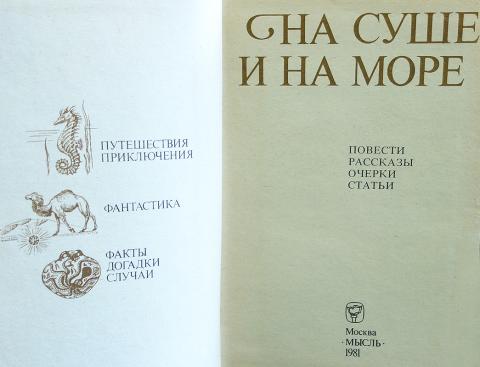 ПУТЕШЕСТВИЯ
ПРИКЛЮЧЕНИЯ
ФАНТАСТИКА
ФАКТЫ
ДОГАДКИ
СЛУЧАИ
НА СУШЕ
И НА МОРЕ
ПОВЕСТИ
РАССКАЗЫ
ОЧЕРКИ
СТАТЬИ
Москва
·МЫСЛЬ·
1981